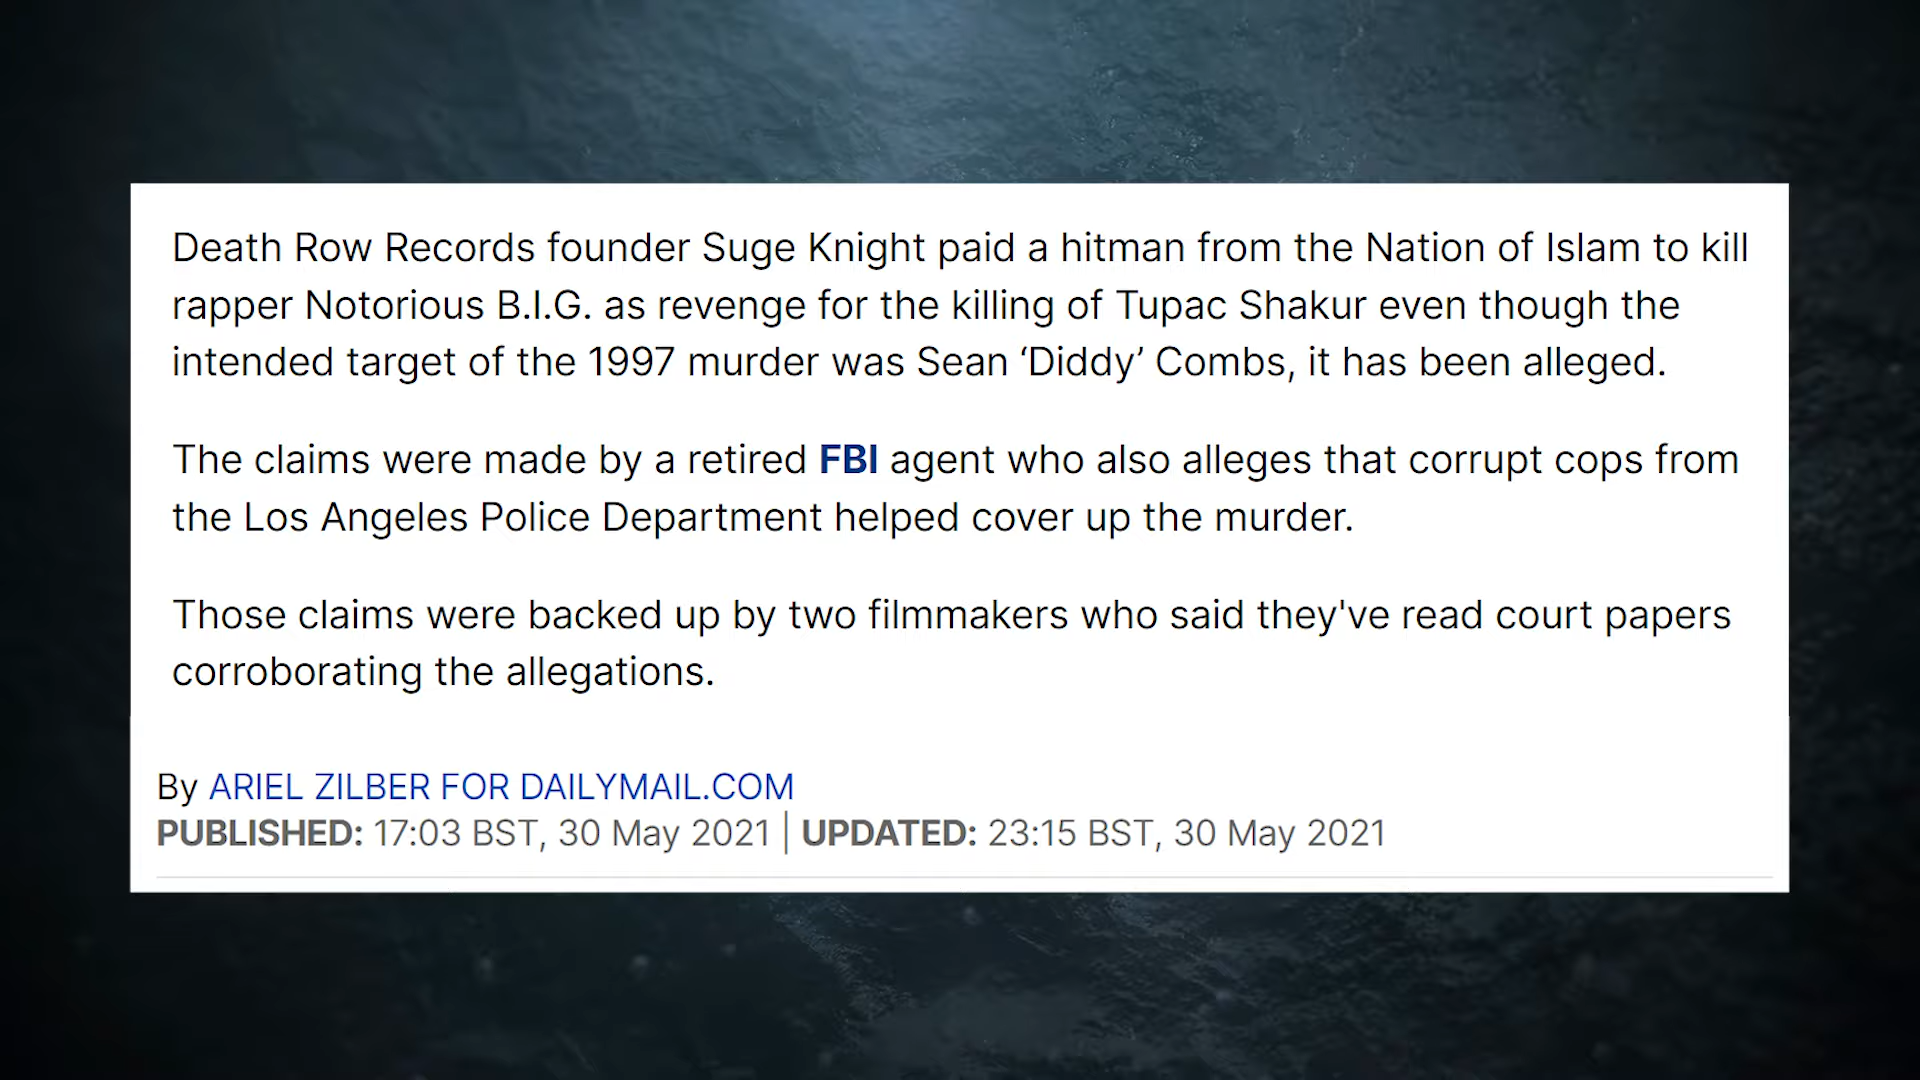 Death Row Records founder Suge Knight paid a hitman from the Nation of Islam to kill
rapper Notorious B.I.G. as revenge for the killing of Tupac Shakur even though the
intended target of the 1997 murder was Sean ‘Diddy’ Combs, it has been alleged.
The claims were made by a retired FBI agent who also alleges that corrupt cops from
the Los Angeles Police Department helped cover up the murder.
Those claims were backed up by two filmmakers who said they've read court papers
corroborating the allegations.
By ARIEL ZILBER FOR DAILYMAIL.COM
PUBLISHED: 17:03 BST, 30 May 2021 | UPDATED: 23:15 BST, 30 May 2021